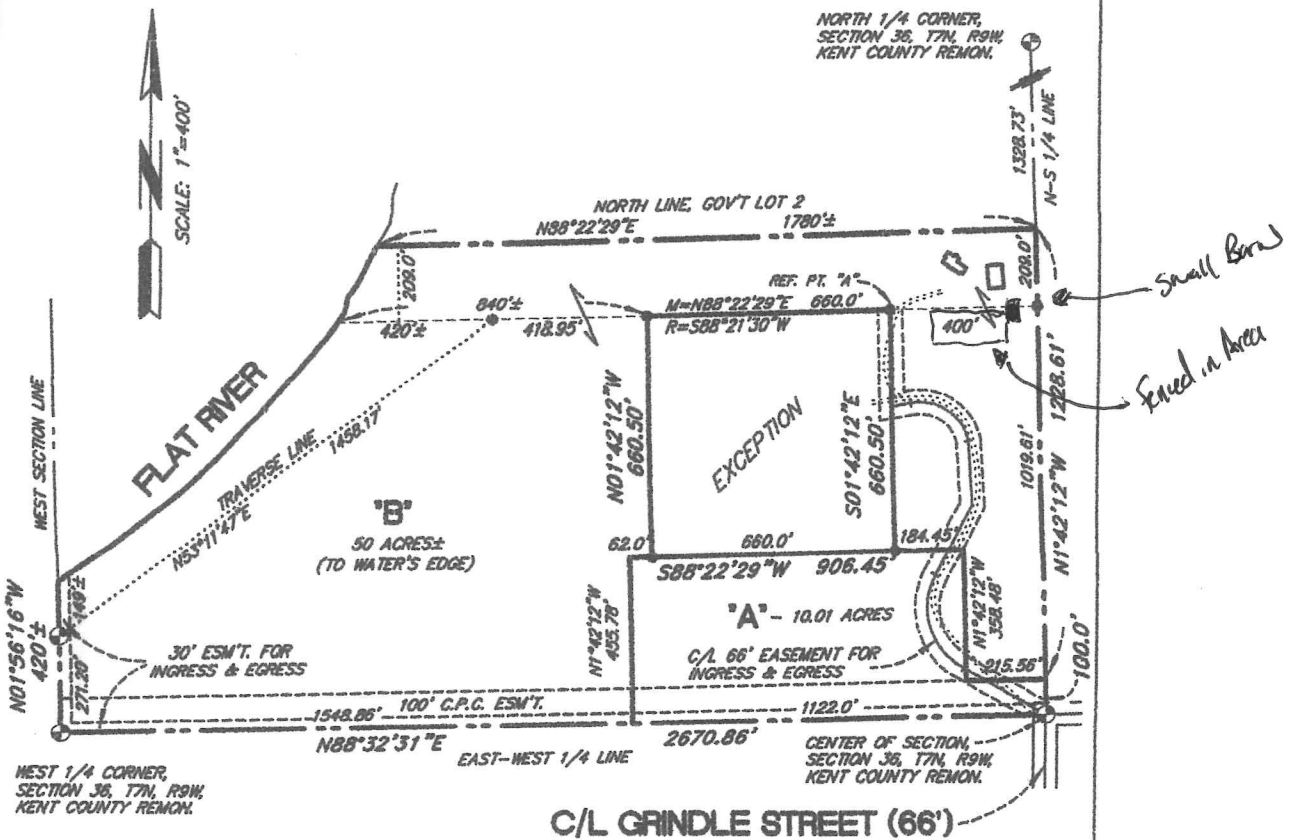 NORTH 1/4 CORNER,
SECTION 36, T7N, R9W,
KENT COUNTY REMON.
SCALE: 1"=400'
N
1328.73'
N-S 1/4 LINE
NORTH LINE, GOV'T LOT 2
N88°22'29"E
1780'±
209.0'
209.0'
REF. PT. "A"
Small Barn
840'±
M=N88°22'29"E 660.0'
R=S88°21'30"W
420'±
418.95'
400'
Fenced in Area
1228.61'
WEST SECTION LINE
FLAT RIVER
TRAVERSE LINE
1458.17'
N53°11'47"E
N01°42'12"W
660.50'
EXCEPTION
S01°42'12"E
660.50'
1019.61'
N1°42'12"W
"B"
50 ACRES±
(TO WATER'S EDGE)
62.0'
660.0'
184.45'
S88°22'29"W 906.45'
N01°56'16"W
420'±
149'±
271.20'
30' ESM'T. FOR
INGRESS & EGRESS
N1°42'12"W
455.78'
"A" - 10.01 ACRES
C/L 66' EASEMENT FOR
INGRESS & EGRESS
N1°42'12"W
358.48'
215.56'
100.0'
100' C.P.C. ESM'T.
1548.86'
1122.0'
N88°32'31"E
2670.86'
EAST-WEST 1/4 LINE
WEST 1/4 CORNER,
SECTION 36, T7N, R9W,
KENT COUNTY REMON.
CENTER OF SECTION,
SECTION 36, T7N, R9W,
KENT COUNTY REMON.
C/L GRINDLE STREET (66')